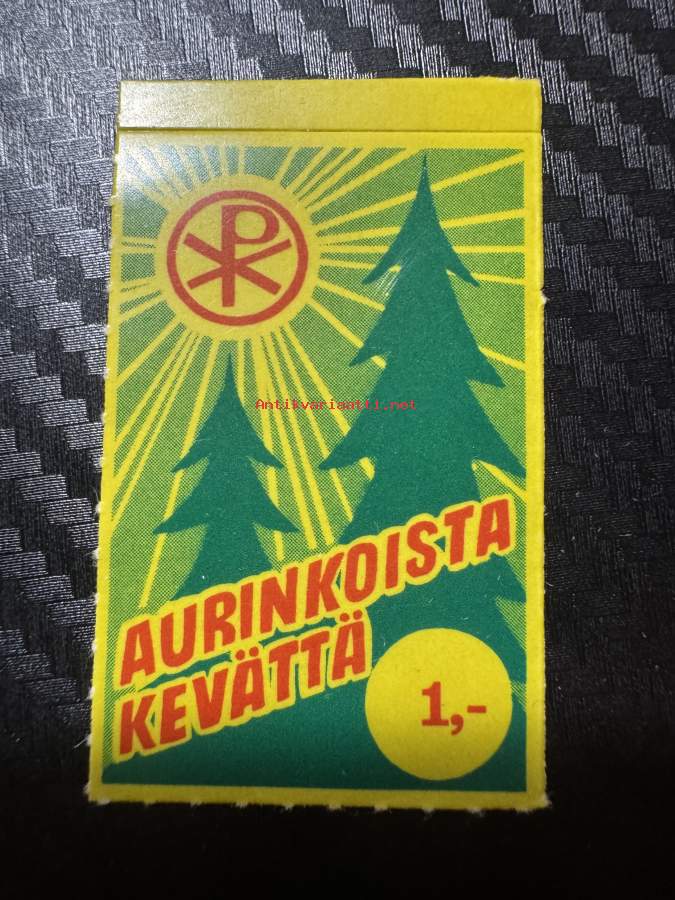 Antikvariaatti.net
AURINKOISTA
KEVÄTTÄ
1,-